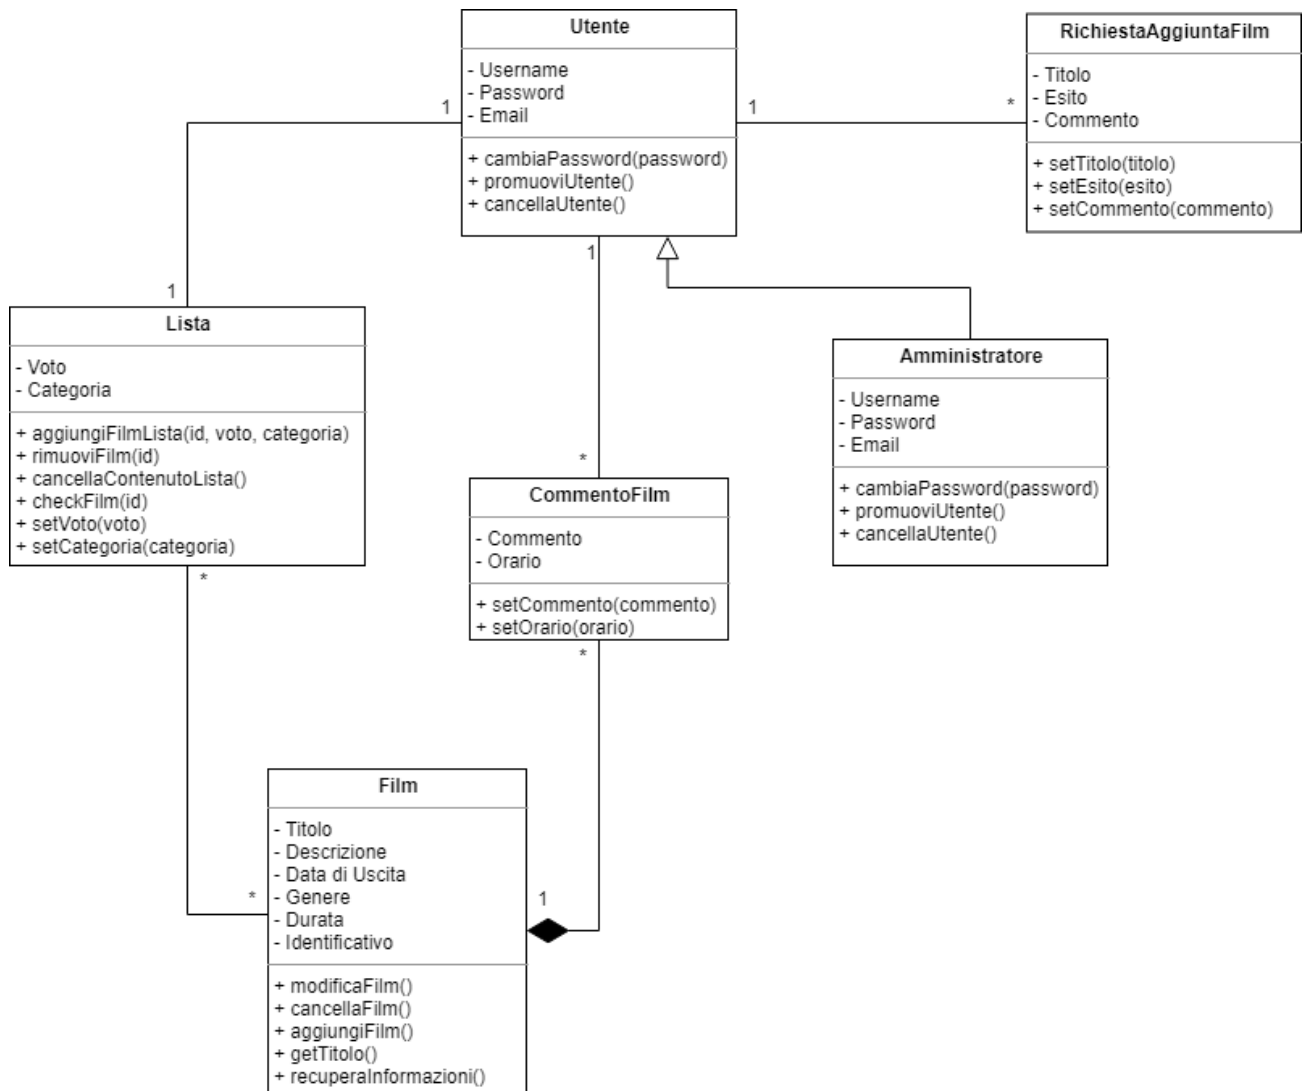 Utente
- Username
- Password
- Email
+ cambiaPassword(password)
+ promuoviUtente()
+ cancellaUtente()
RichiestaAggiuntaFilm
- Titolo
- Esito
- Commento
+ setTitolo(titolo)
+ setEsito(esito)
+ setCommento(commento)
1
1
*
1
1
Lista
- Voto
- Categoria
+ aggiungiFilmLista(id, voto, categoria)
+ rimuoviFilm(id)
+ cancellaContenutoLista()
+ checkFilm(id)
+ setVoto(voto)
+ setCategoria(categoria)
Amministratore
- Username
- Password
- Email
+ cambiaPassword(password)
+ promuoviUtente()
+ cancellaUtente()
*
CommentoFilm
- Commento
- Orario
+ setCommento(commento)
+ setOrario(orario)
*
*
Film
- Titolo
- Descrizione
- Data di Uscita
- Genere
- Durata
- Identificativo
+ modificaFilm()
+ cancellaFilm()
+ aggiungiFilm()
+ getTitolo()
+ recuperaInformazioni()
*
1